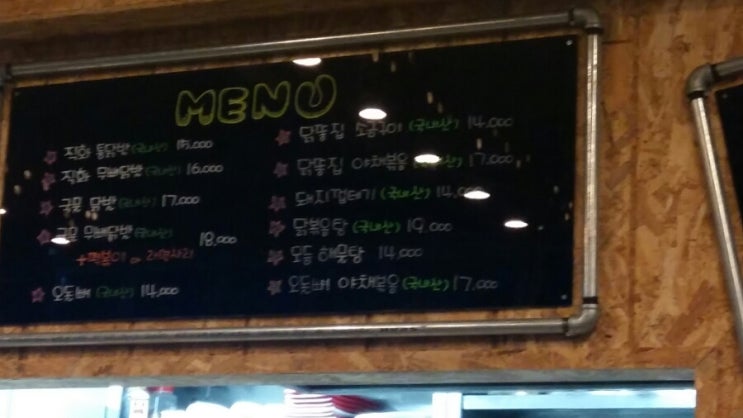 MENU
직화 통닭발 (국내산) 15,000
직화 무뼈닭발 (국내산) 16,000
국물 닭발 (국내산) 17,000
국물 무뼈닭발 (국내산) 18,000
+떡볶이 or 라면사리
오돌뼈 (국내산) 14,000
닭똥집 소금구이 (국내산) 14,000
닭똥집 야채볶음 (국내산) 17,000
돼지껍데기 (국내산) 14,000
닭볶음탕 (국내산) 19,000
오뎅 해물탕 14,000
오돌뼈 야채볶음 (국내산) 17,000